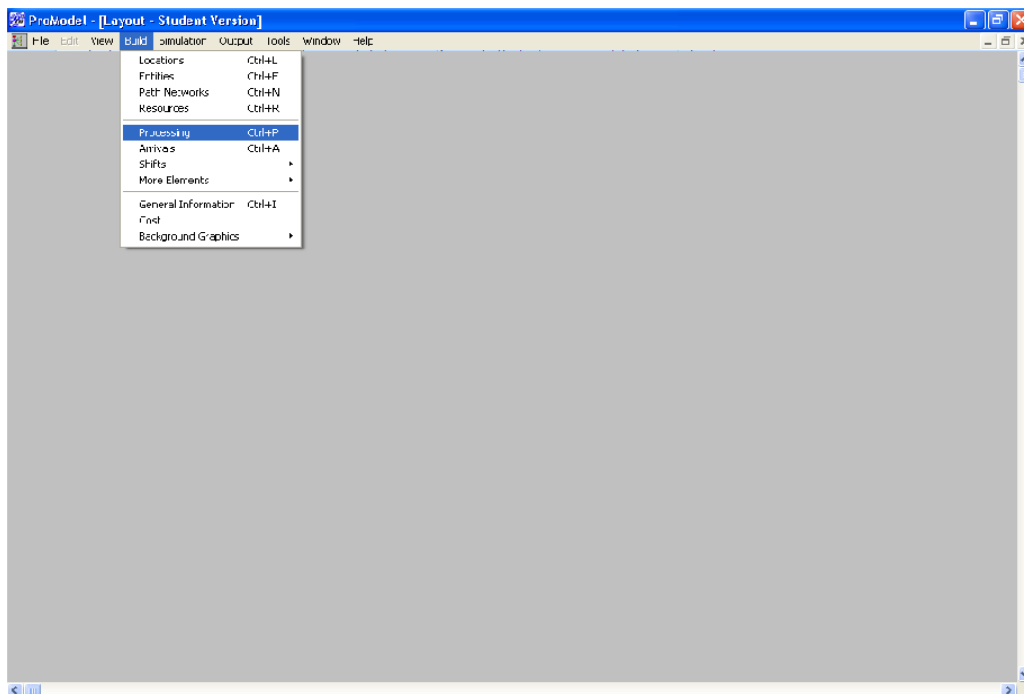 ProModel - [Layout - Student Version]
File Edit View Build Simulation Output Tools Window Help
Locations Ctrl+L
Entities Ctrl+E
Path Networks Ctrl+N
Resources Ctrl+R
Processing Ctrl+P
Arrivals Ctrl+A
Shifts
More Elements
General Information Ctrl+I
Cost
Background Graphics